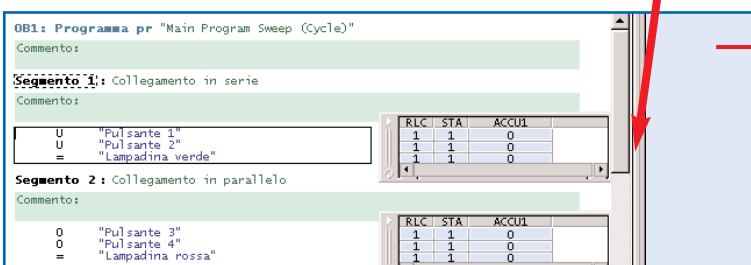 OB1: Programma pr "Main Program Sweep (Cycle)"
Commento:
Segmento 1: Collegamento in serie
Commento:
U "Pulsante 1"
U "Pulsante 2"
= "Lampadina verde"
RLC STA ACCU1
1 1 0
1 1 0
1 1 0
Segmento 2: Collegamento in parallelo
Commento:
O "Pulsante 3"
O "Pulsante 4"
= "Lampadina rossa"
RLC STA ACCU1
1 1 0
1 1 0
1 1 0